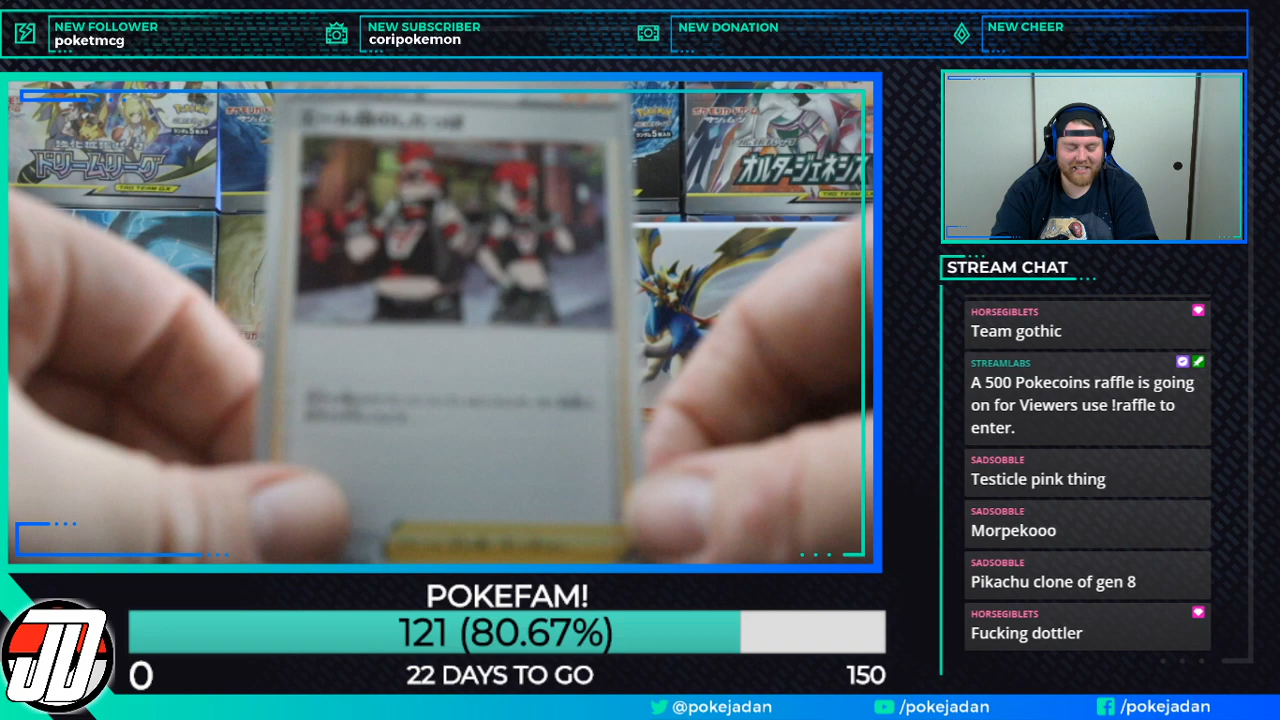 NEW FOLLOWER
poketmcg
NEW SUBSCRIBER
coripokemon
NEW DONATION
NEW CHEER
ドリームリーグ
TAG TEAM GX
オルタージェネシス
STREAM CHAT
HORSEGIBLETS
Team gothic
STREAMLABS
A 500 Pokecoins raffle is going
on for Viewers use !raffle to
enter.
SADSOBBLE
Testicle pink thing
SADSOBBLE
Morpekooo
SADSOBBLE
Pikachu clone of gen 8
HORSEGIBLETS
Fucking dottler
POKEFAM!
121 (80.67%)
0
22 DAYS TO GO
150
@pokejadan
/pokejadan
/pokejadan